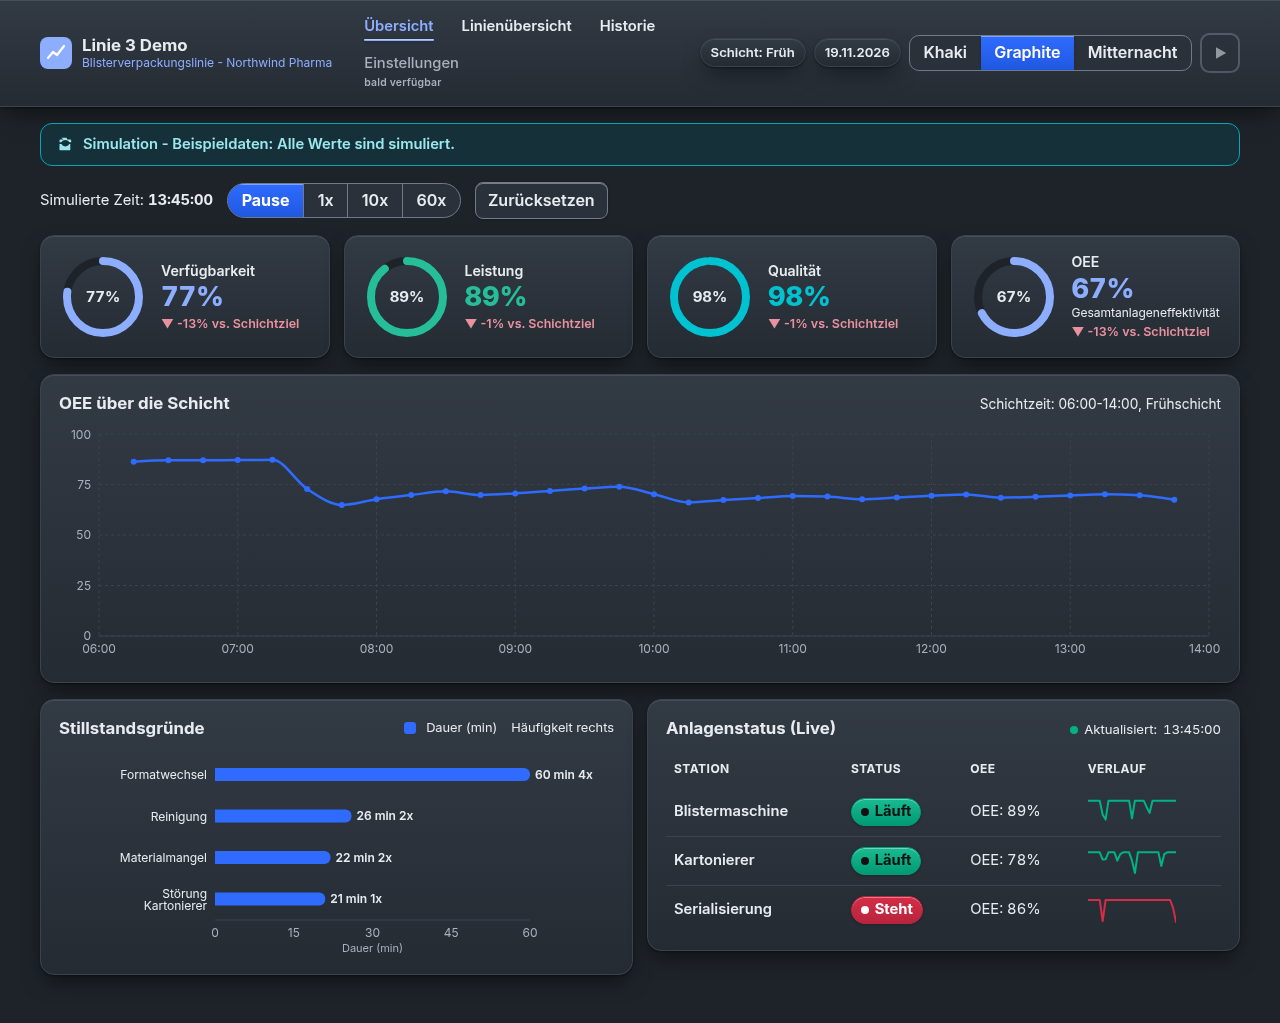 Linie 3 Demo
Blisterverpackungslinie - Northwind Pharma
Übersicht
Linienübersicht
Historie
Einstellungen
bald verfügbar
Schicht: Früh
19.11.2026
Khaki
Graphite
Mitternacht
Simulation - Beispieldaten: Alle Werte sind simuliert.
Simulierte Zeit: 13:45:00
Pause
1x
10x
60x
Zurücksetzen
77%
Verfügbarkeit
77%
▼ -13% vs. Schichtziel
89%
Leistung
89%
▼ -1% vs. Schichtziel
98%
Qualität
98%
▼ -1% vs. Schichtziel
67%
OEE
67%
Gesamtanlageneffektivität
▼ -13% vs. Schichtziel
OEE über die Schicht
Schichtzeit: 06:00-14:00, Frühschicht
100
75
50
25
0
06:00
07:00
08:00
09:00
10:00
11:00
12:00
13:00
14:00
Stillstandsgründe
Dauer (min)
Häufigkeit rechts
Formatwechsel
60 min 4x
Reinigung
26 min 2x
Materialmangel
22 min 2x
Störung
Kartonierer
21 min 1x
0
15
30
45
60
Dauer (min)
Anlagenstatus (Live)
Aktualisiert: 13:45:00
STATION
STATUS
OEE
VERLAUF
Blistermaschine
Läuft
OEE: 89%
Kartonierer
Läuft
OEE: 78%
Serialisierung
Steht
OEE: 86%